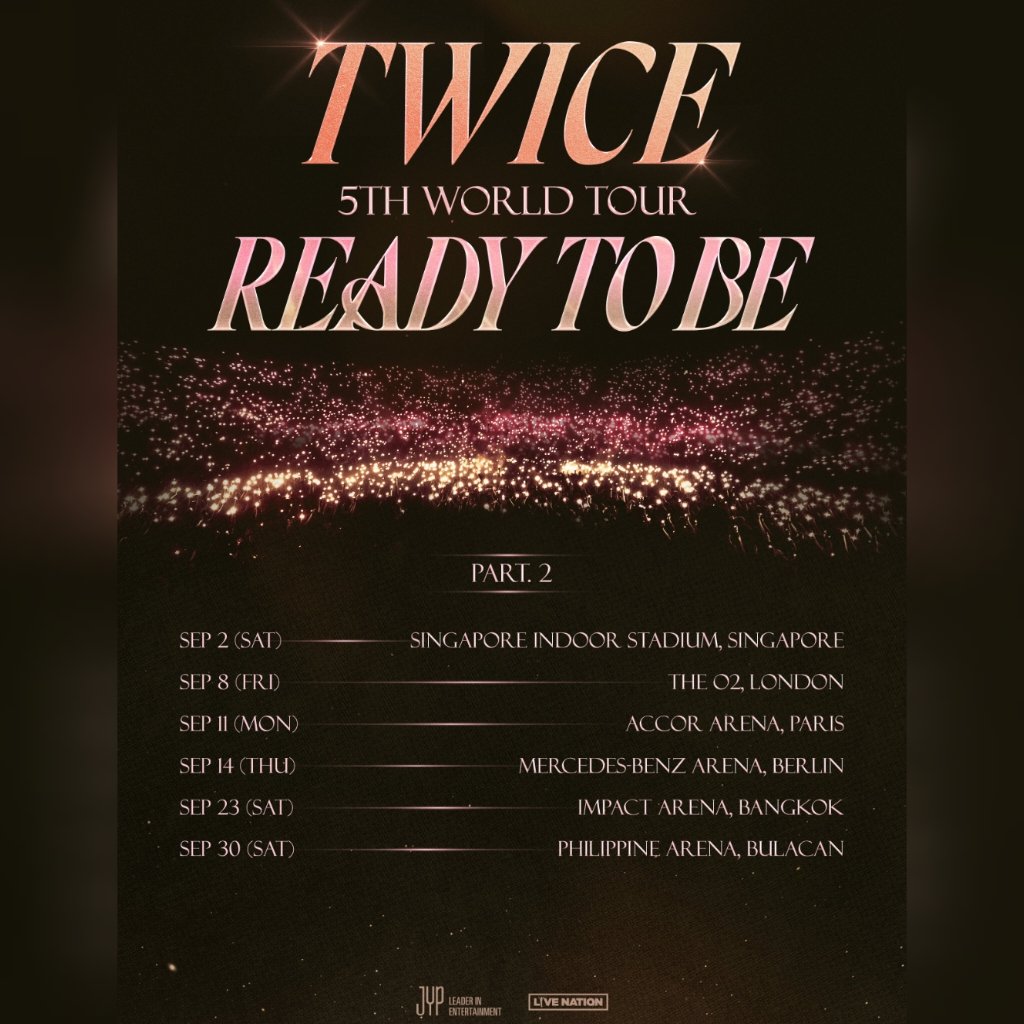 TWICE
5TH WORLD TOUR
READY TO BE
PART. 2
SEP 2 (SAT) SINGAPORE INDOOR STADIUM, SINGAPORE
SEP 8 (FRI) THE O2, LONDON
SEP 11 (MON) ACCOR ARENA, PARIS
SEP 14 (THU) MERCEDES-BENZ ARENA, BERLIN
SEP 23 (SAT) IMPACT ARENA, BANGKOK
SEP 30 (SAT) PHILIPPINE ARENA, BULACAN
JYP LEADER IN
ENTERTAINMENT
LIVE NATION